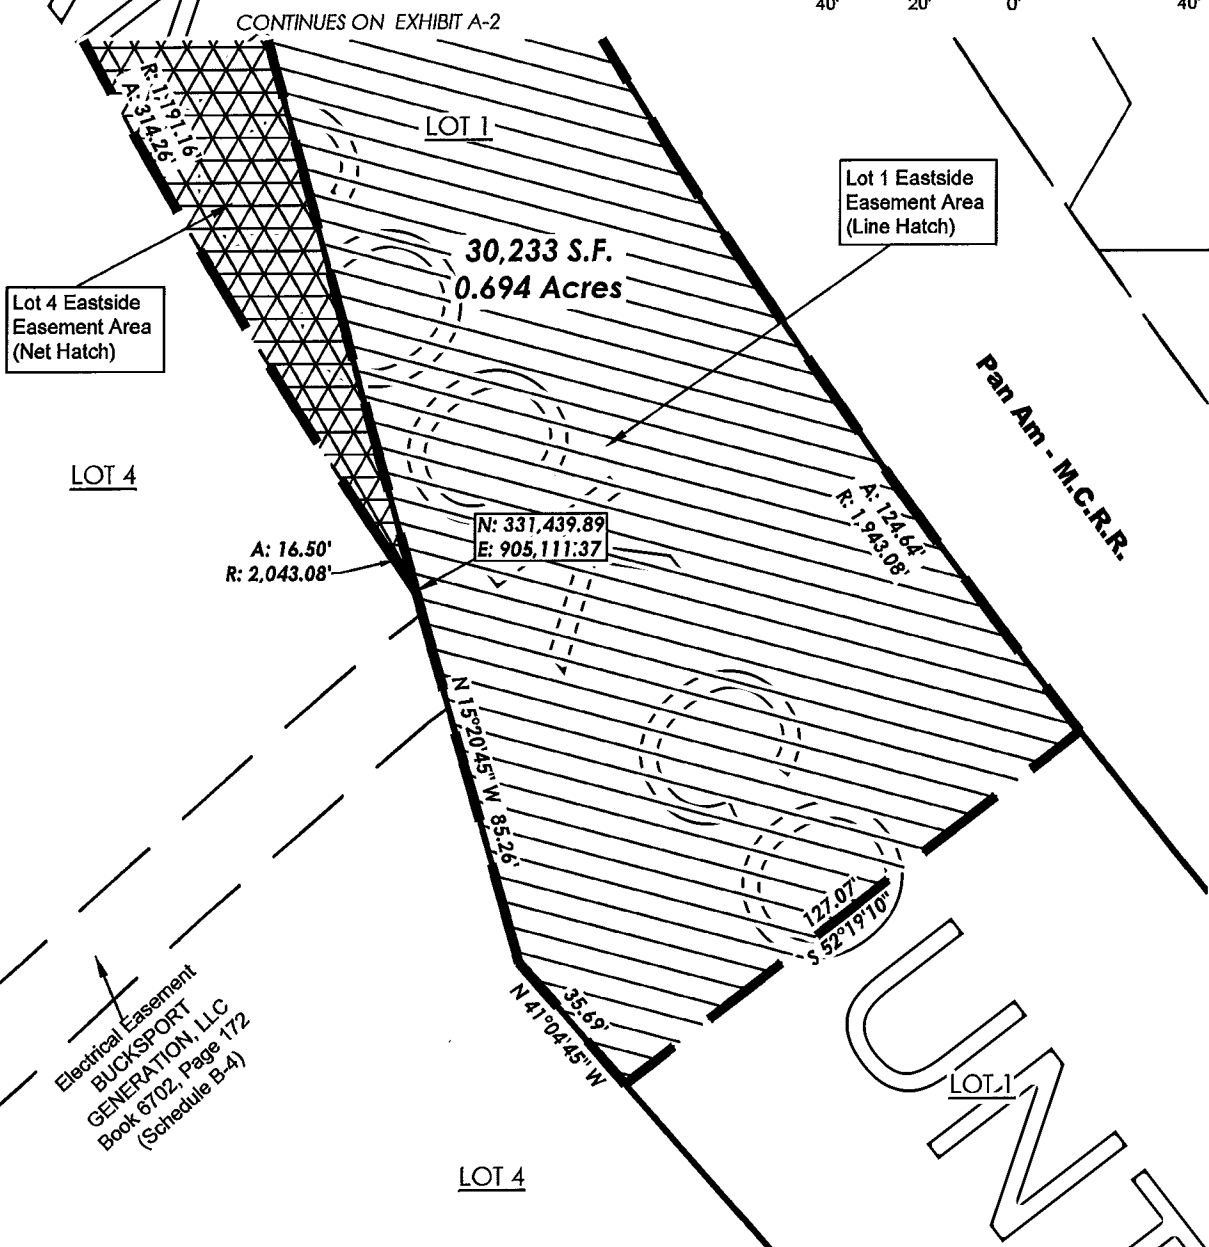 40' 20' 0' 40'
CONTINUES ON EXHIBIT A-2
R: 1,191.16'
A: 314.26'
LOT 1
Lot 1 Eastside
Easement Area
(Line Hatch)
30,233 S.F.
0.694 Acres
Lot 4 Eastside
Easement Area
(Net Hatch)
Pan Am - M.C.R.R.
LOT 4
A: 124.64'
R: 1,943.08'
N: 331,439.89
E: 905,111.37
A: 16.50'
R: 2,043.08'
N 15°20'45" W 85.26'
127.07'
S 52°19'10"
35.69'
N 41°04'45" W
Electrical Easement
BUCKSPORT
GENERATION, LLC
Book 6702, Page 172
(Schedule B-4)
LOT 1
UNT
LOT 4